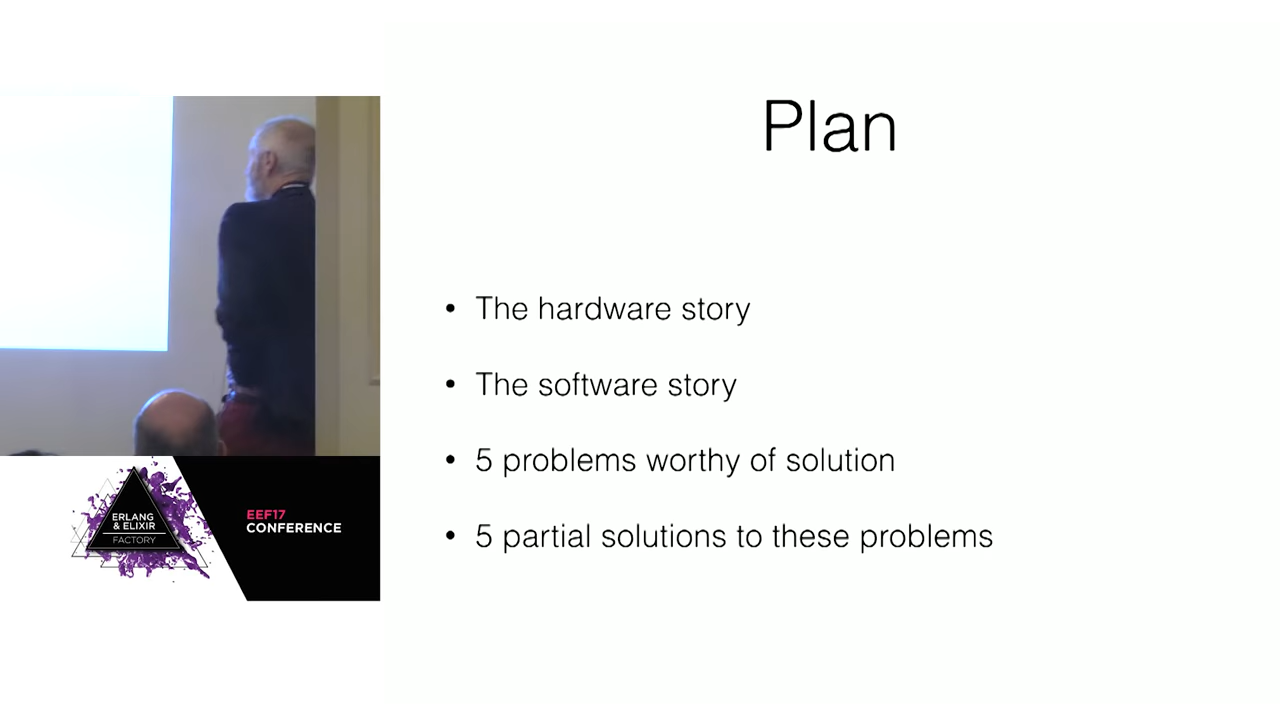 Plan
• The hardware story
• The software story
• 5 problems worthy of solution
• 5 partial solutions to these problems
ERLANG
& ELIXIR
FACTORY
EEF17
CONFERENCE